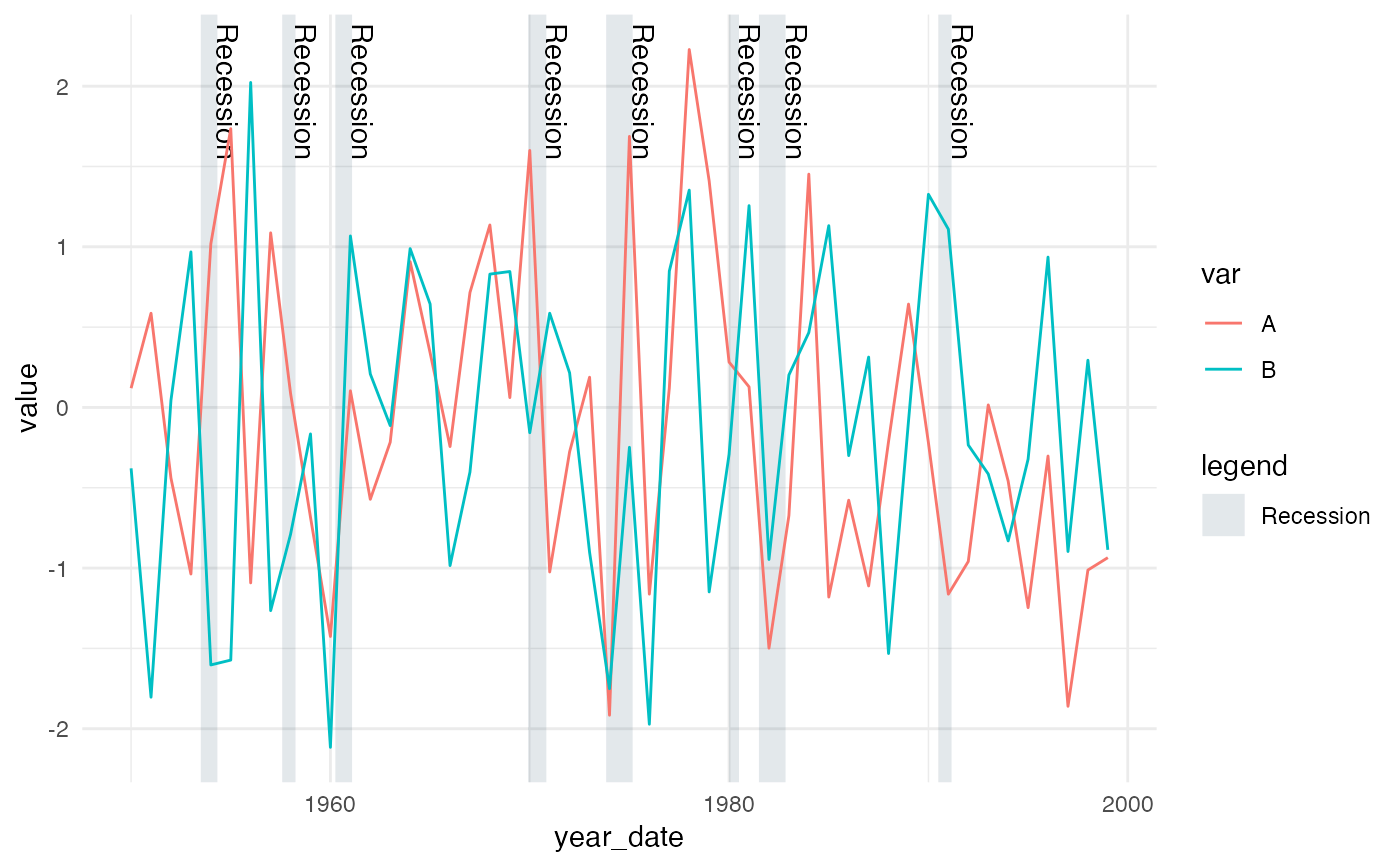 Recession
Recession
Recession
Recession
Recession
Recession
Recession
Recession
2
1
0
-1
-2
value
1960
1980
2000
year_date
var
A
B
legend
Recession